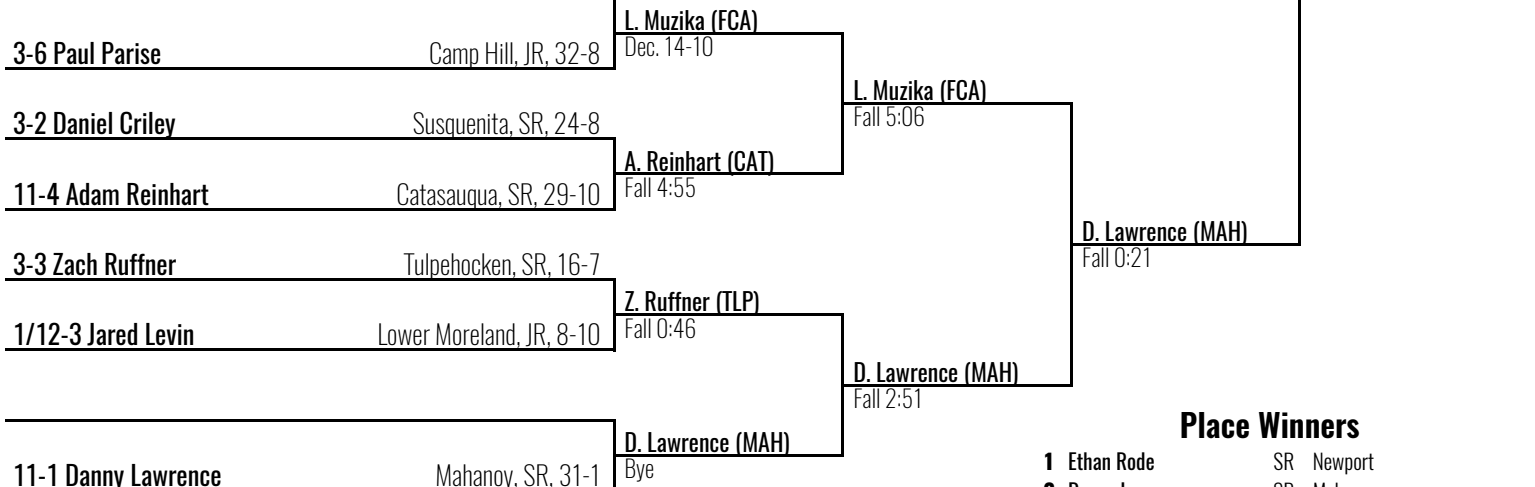 L. Muzika (FCA)
3-6 Paul Parise Camp Hill, JR, 32-8
Dec. 14-10
L. Muzika (FCA)
Fall 5:06
3-2 Daniel Criley Susquenita, SR, 24-8
A. Reinhart (CAT)
Fall 4:55
11-4 Adam Reinhart Catasauqua, SR, 29-10
D. Lawrence (MAH)
Fall 0:21
3-3 Zach Ruffner Tulpehocken, SR, 16-7
Z. Ruffner (TLP)
Fall 0:46
1/12-3 Jared Levin Lower Moreland, JR, 8-10
D. Lawrence (MAH)
Fall 2:51
D. Lawrence (MAH)
Bye
11-1 Danny Lawrence Mahanoy, SR, 31-1
Place Winners
1 Ethan Rode SR Newport